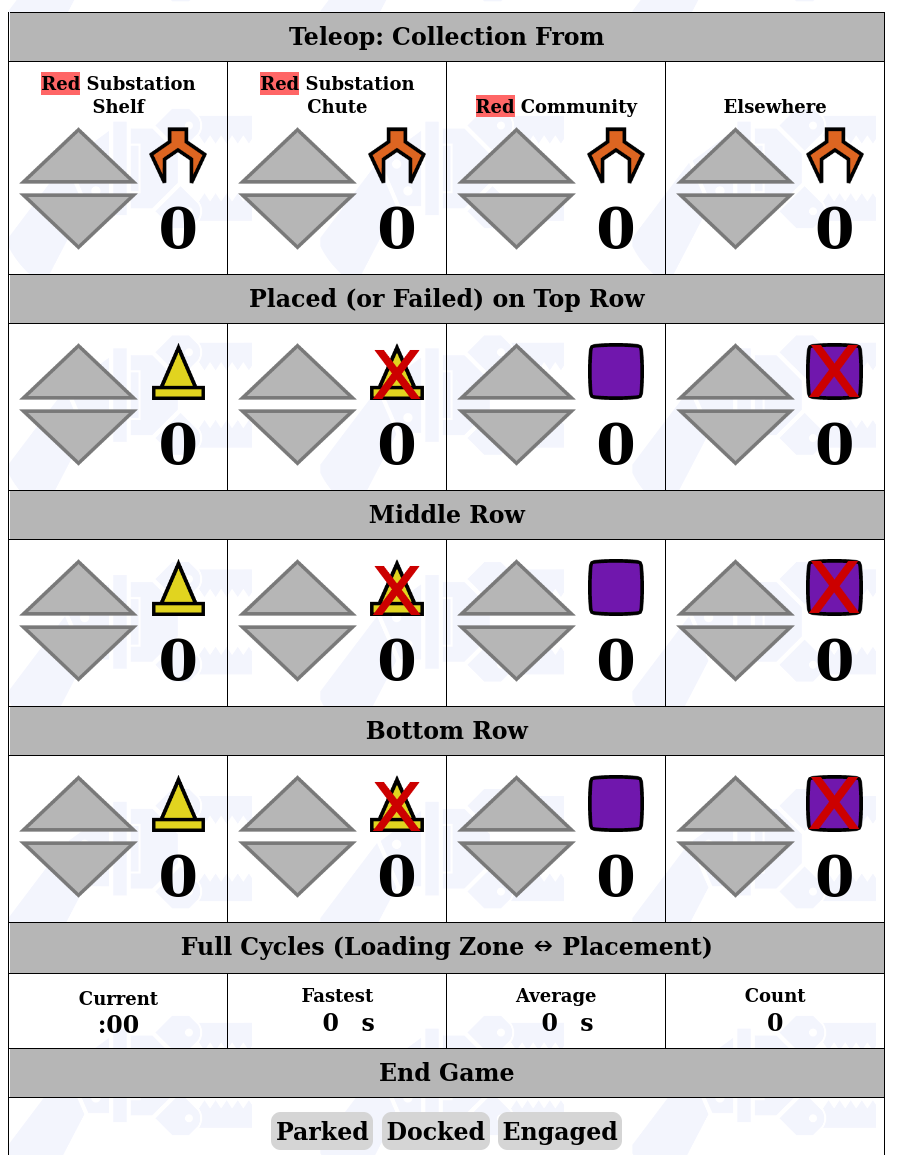 Teleop: Collection From
Red Substation Shelf
Red Substation Chute
Red Community
Elsewhere
0 0 0 0
Placed (or Failed) on Top Row
0 0 0 0
Middle Row
0 0 0 0
Bottom Row
0 0 0 0
Full Cycles (Loading Zone ⇔ Placement)
Current Fastest Average Count
:00 0 s 0 s 0
End Game
Parked Docked Engaged